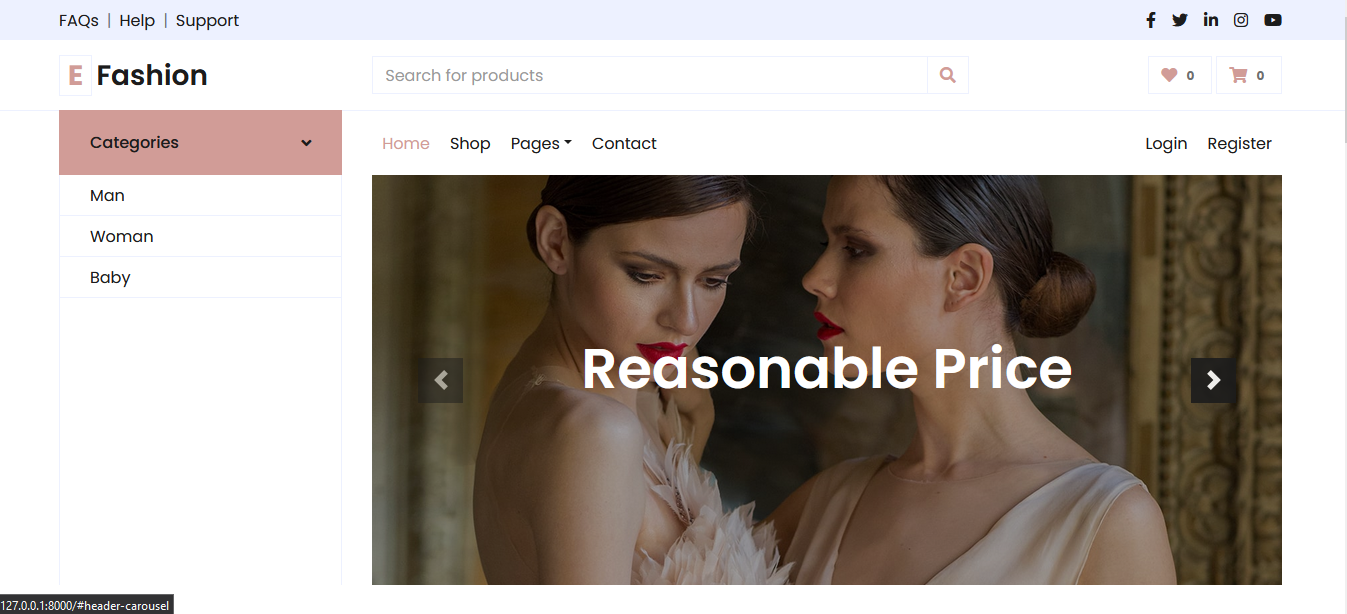 FAQs | Help | Support
E Fashion
Search for products
0
0
Categories
Home Shop Pages Contact Login Register
Man
Woman
Baby
Reasonable Price
127.0.0.1:8000/#header-carousel